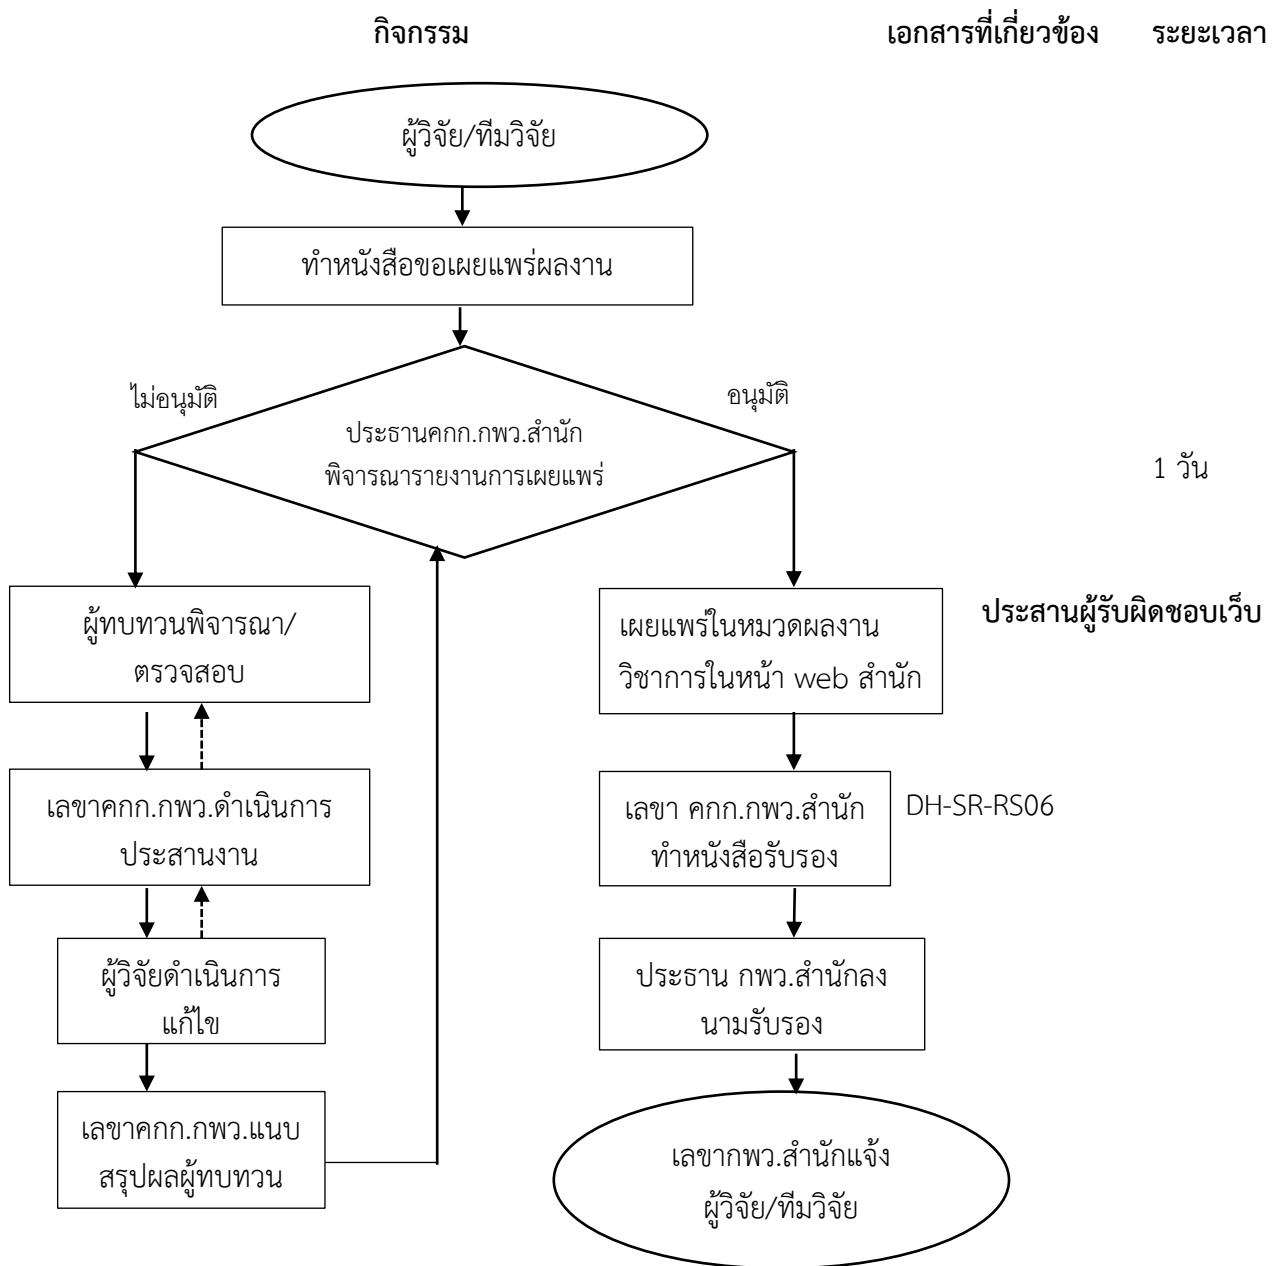 กิจกรรม เอกสารที่เกี่ยวข้อง ระยะเวลา
ผู้วิจัย/ทีมวิจัย
ทำหนังสือขอเผยแพร่ผลงาน
ไม่อนุมัติ
อนุมัติ
ประธานคกก.กพว.สำนัก
พิจารณารายงานการเผยแพร่
1 วัน
ผู้ทบทวนพิจารณา/
ตรวจสอบ
เลขาคกก.กพว.ดำเนินการ
ประสานงาน
ผู้วิจัยดำเนินการ
แก้ไข
เลขาคกก.กพว.แนบ
สรุปผลผู้ทบทวน
เผยแพร่ในหมวดผลงาน
วิชาการในหน้า web สำนัก
ประสานผู้รับผิดชอบเว็บ
เลขา คกก.กพว.สำนัก
ทำหนังสือรับรอง
DH-SR-RS06
ประธาน กพว.สำนักลง
นามรับรอง
เลขากพว.สำนักแจ้ง
ผู้วิจัย/ทีมวิจัย